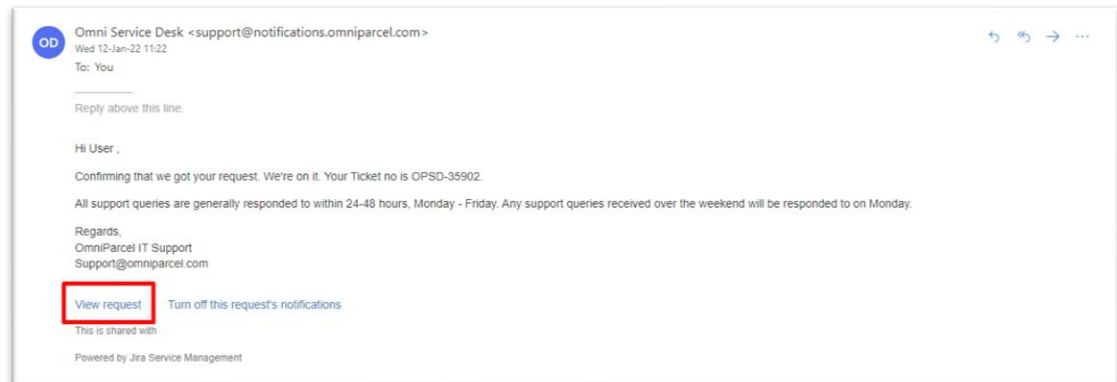 OD
Omni Service Desk <support@notifications.omniparcel.com>
Wed 12-Jan-22 11:22
To: You
Reply above this line.
Hi User ,
Confirming that we got your request. We're on it. Your Ticket no is OPSD-35902.
All support queries are generally responded to within 24-48 hours, Monday - Friday. Any support queries received over the weekend will be responded to on Monday.
Regards,
OmniParcel IT Support
Support@omniparcel.com
View request Turn off this request's notifications
This is shared with
Powered by Jira Service Management